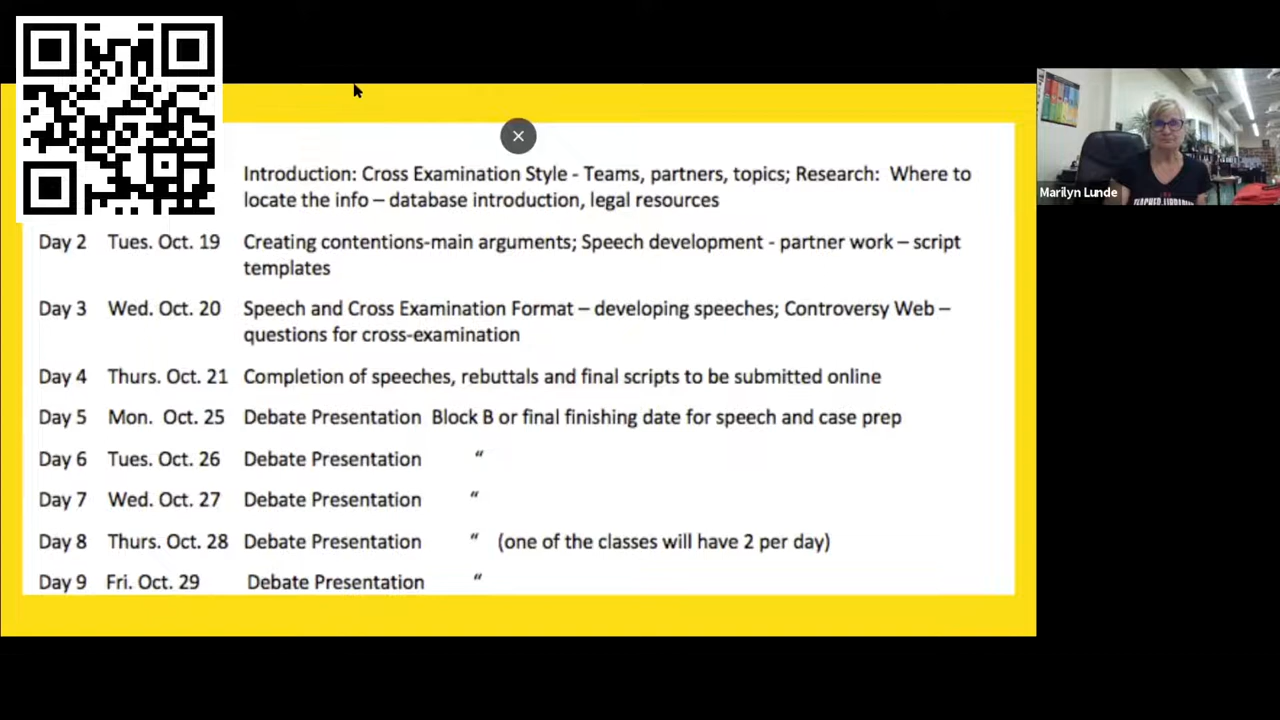 Introduction: Cross Examination Style - Teams, partners, topics; Research: Where to
locate the info – database introduction, legal resources
Day 2 Tues. Oct. 19 Creating contentions-main arguments; Speech development - partner work – script
templates
Day 3 Wed. Oct. 20 Speech and Cross Examination Format – developing speeches; Controversy Web –
questions for cross-examination
Day 4 Thurs. Oct. 21 Completion of speeches, rebuttals and final scripts to be submitted online
Day 5 Mon. Oct. 25 Debate Presentation Block B or final finishing date for speech and case prep
Day 6 Tues. Oct. 26 Debate Presentation “
Day 7 Wed. Oct. 27 Debate Presentation “
Day 8 Thurs. Oct. 28 Debate Presentation “ (one of the classes will have 2 per day)
Day 9 Fri. Oct. 29 Debate Presentation “
Marilyn Lunde